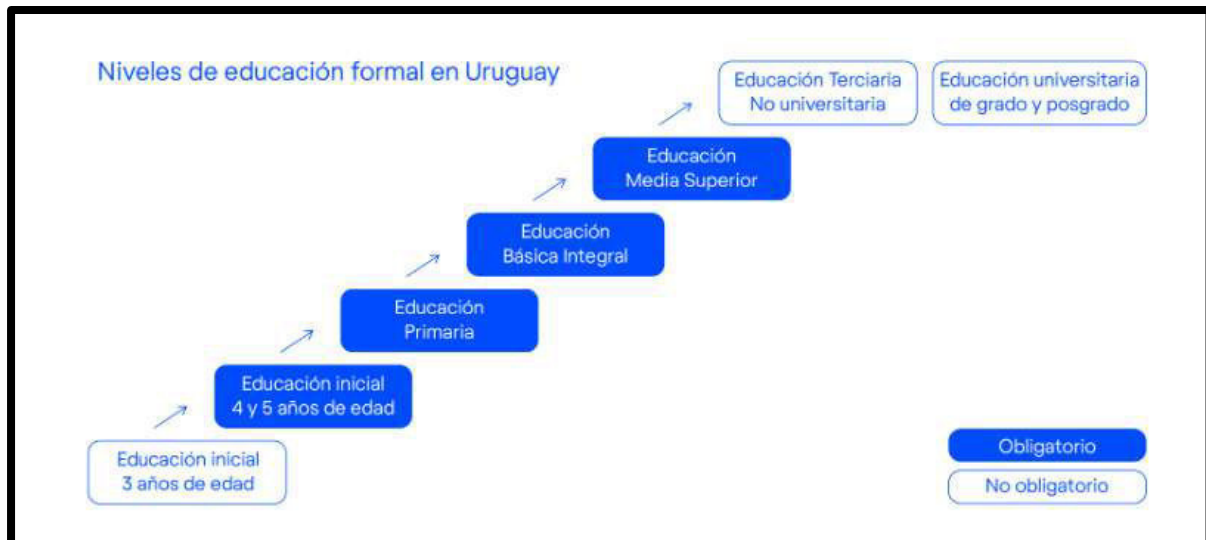 Niveles de educación formal en Uruguay
Educación Terciaria
No universitaria
Educación universitaria
de grado y posgrado
Educación
Media Superior
Educación
Básica Integral
Educación
Primaria
Educación inicial
4 y 5 años de edad
Educación inicial
3 años de edad
Obligatorio
No obligatorio